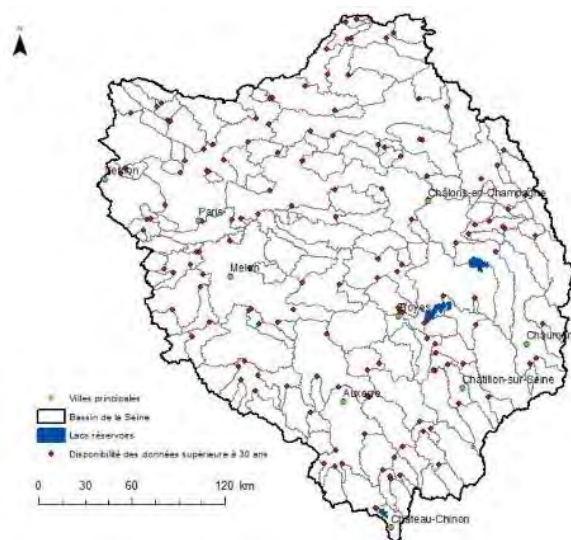 N
Châlons-en-Champagne
Paris
Melun
Troyes
Chaumont
Châtillon-sur-Seine
Auxerre
Château-Chinon
Villes principales
Bassin de la Seine
Lacs réservoirs
Disponibilité des données supérieure à 30 ans
0 30 60 120 km